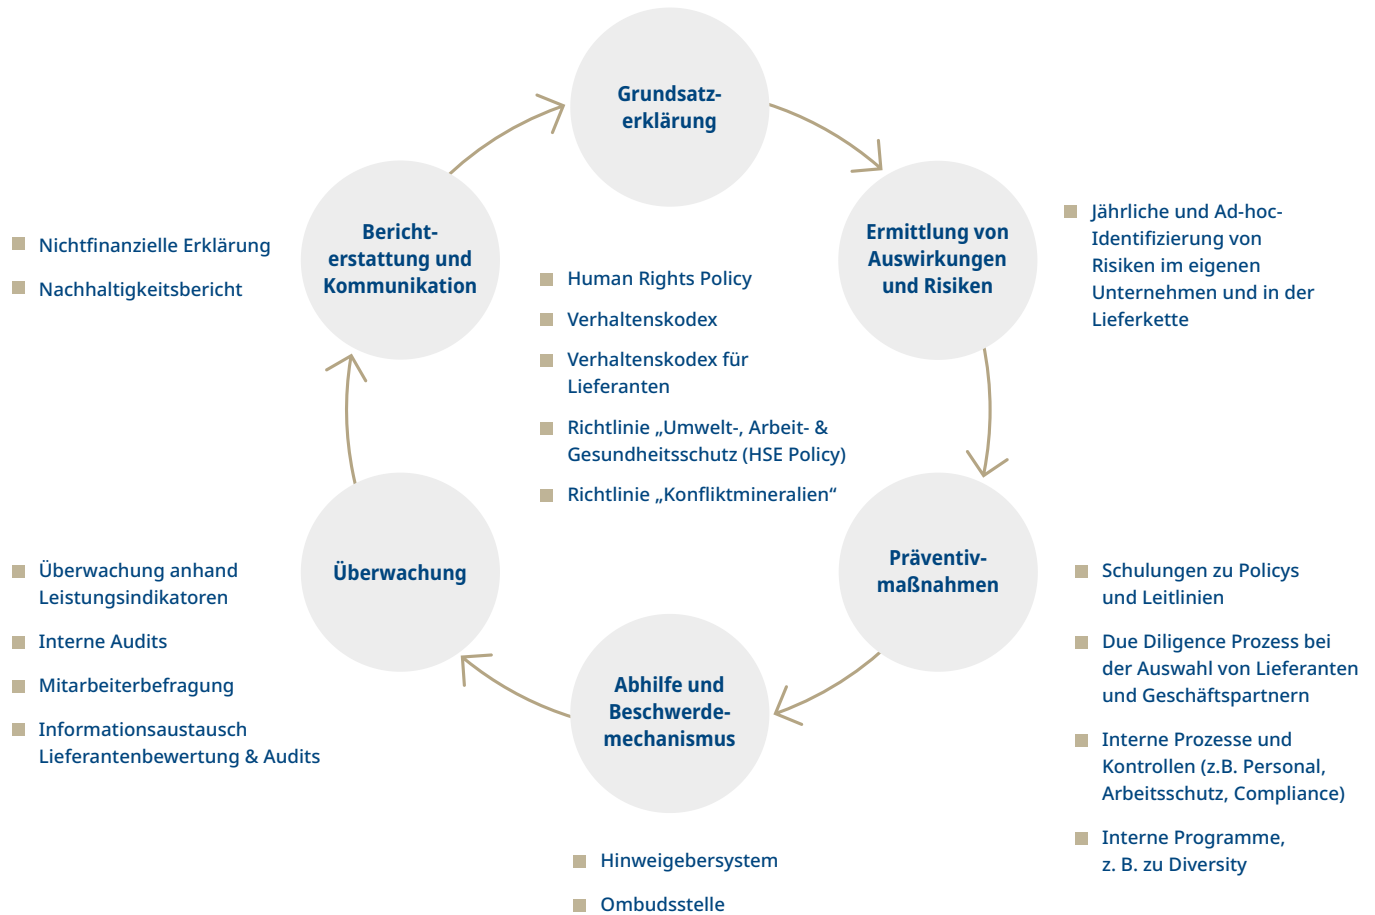 Grundsatz-
erklärung
Human Rights Policy
Verhaltenskodex
Verhaltenskodex für
Lieferanten
Richtlinie „Umwelt-, Arbeit- &
Gesundheitsschutz (HSE Policy)
Richtlinie „Konfliktmineralien“
Ermittlung von
Auswirkungen
und Risiken
Jährliche und Ad-hoc-
Identifizierung von
Risiken im eigenen
Unternehmen und in der
Lieferkette
Präventiv-
maßnahmen
Schulungen zu Policys
und Leitlinien
Due Diligence Prozess bei
der Auswahl von Lieferanten
und Geschäftspartnern
Interne Prozesse und
Kontrollen (z.B. Personal,
Arbeitsschutz, Compliance)
Interne Programme,
z. B. zu Diversity
Abhilfe und
Beschwerde-
mechanismus
Hinweigebersystem
Ombudsstelle
Überwachung
Überwachung anhand
Leistungsindikatoren
Interne Audits
Mitarbeiterbefragung
Informationsaustausch
Lieferantenbewertung & Audits
Bericht-
erstattung und
Kommunikation
Nichtfinanzielle Erklärung
Nachhaltigkeitsbericht